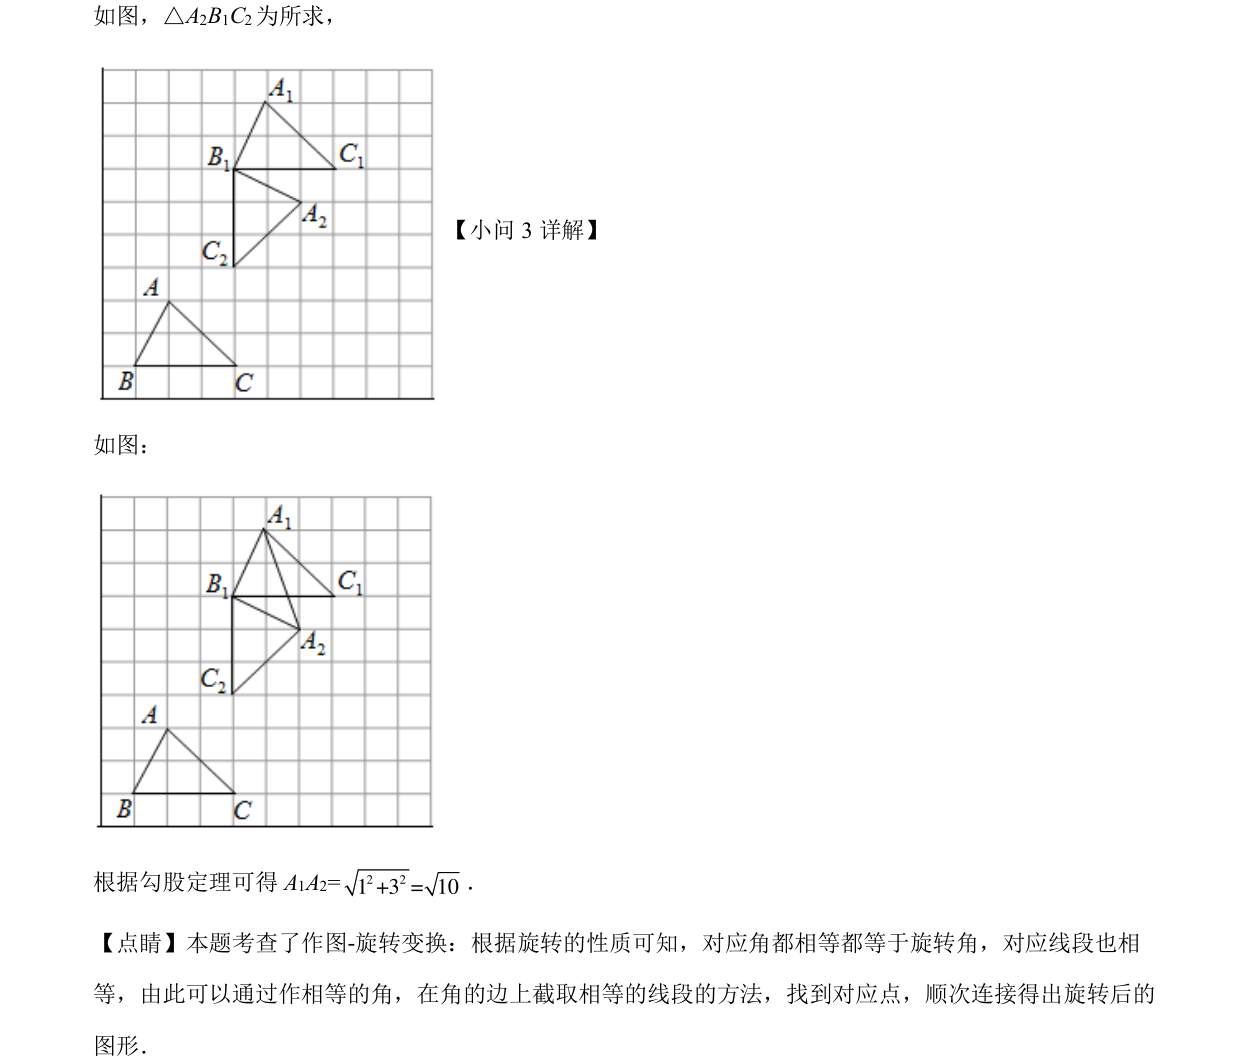 如图，△A₂B₁C₂为所求，
A₁
B₁
C₁
A₂
C₂
A
B
C
【小问 3 详解】
如图：
A₁
B₁
C₁
A₂
C₂
A
B
C
根据勾股定理可得 A₁A₂=√(1²+3²)=√10．
【点睛】本题考查了作图-旋转变换：根据旋转的性质可知，对应角都相等都等于旋转角，对应线段也相
等，由此可以通过作相等的角，在角的边上截取相等的线段的方法，找到对应点，顺次连接得出旋转后的
图形．